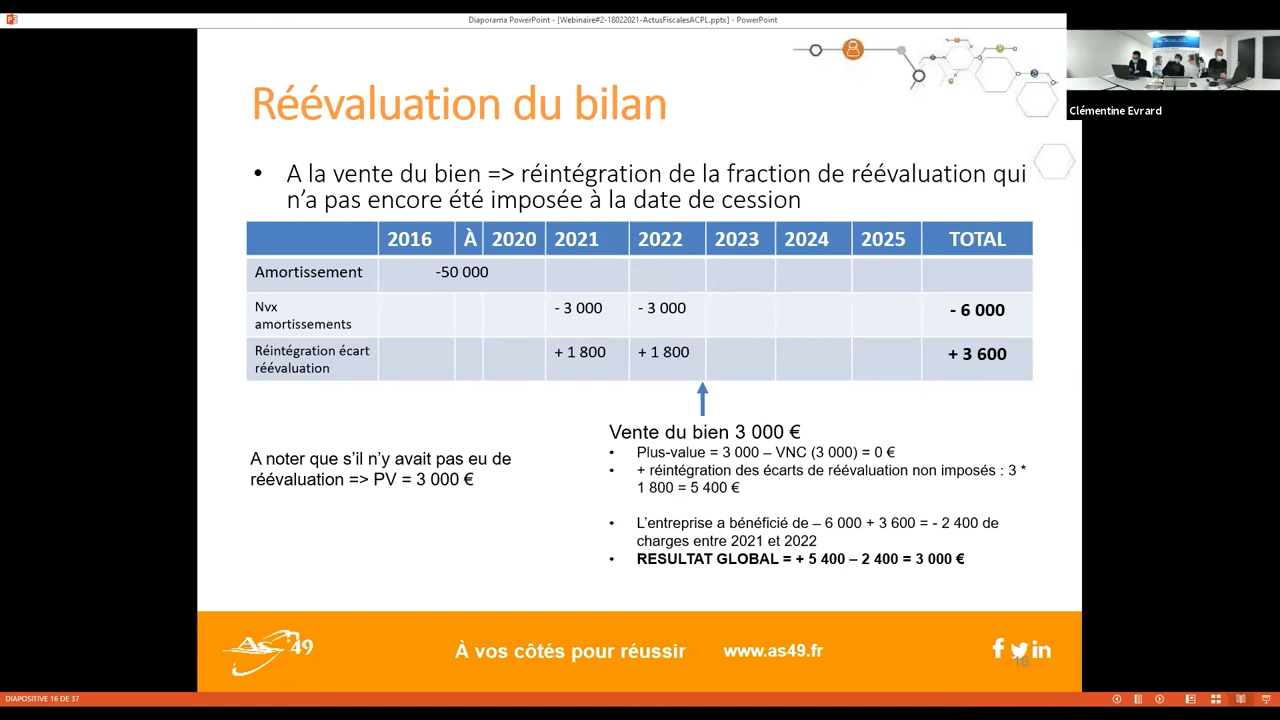 Diaporama PowerPoint - [Webinaire#2-18022021-ActusFiscalesACPL.pptx] - PowerPoint
Clémentine Evrard
Réévaluation du bilan
• A la vente du bien => réintégration de la fraction de réévaluation qui
n'a pas encore été imposée à la date de cession
2016 À 2020 2021 2022 2023 2024 2025 TOTAL
Amortissement -50 000
Nvx
amortissements - 3 000 - 3 000 - 6 000
Réintégration écart
réévaluation + 1 800 + 1 800 + 3 600
A noter que s'il n'y avait pas eu de
réévaluation => PV = 3 000 €
Vente du bien 3 000 €
• Plus-value = 3 000 – VNC (3 000) = 0 €
• + réintégration des écarts de réévaluation non imposés : 3 *
1 800 = 5 400 €
• L'entreprise a bénéficié de – 6 000 + 3 600 = - 2 400 de
charges entre 2021 et 2022
• RESULTAT GLOBAL = + 5 400 – 2 400 = 3 000 €
As 49
À vos côtés pour réussir www.as49.fr
16
DIAPOSITIVE 16 DE 37